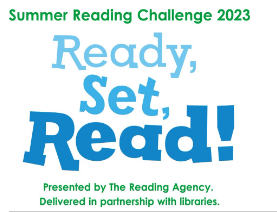 Summer Reading Challenge 2023
Ready,
Set,
Read!
Presented by The Reading Agency.
Delivered in partnership with libraries.